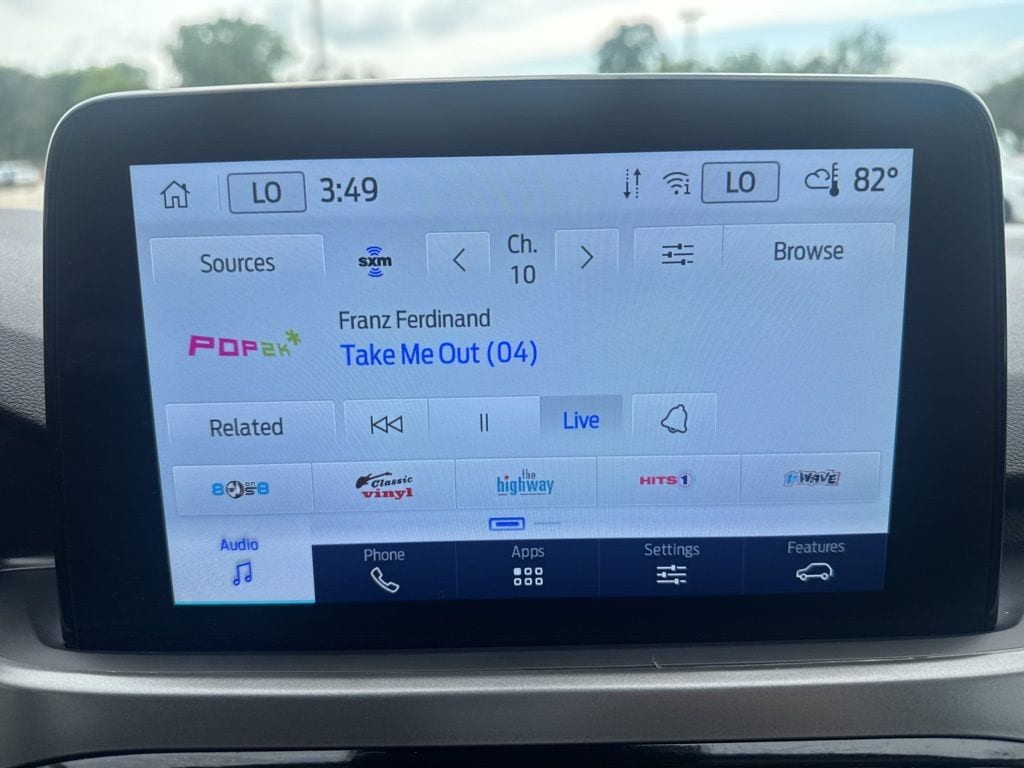 LO 3:49 LO 82°
Sources sxm Ch. 10 Browse
Franz Ferdinand
POP2K
Take Me Out (04)
Related Live
80s on 8 Classic vinyl the highway HITS 1 1st WAVE
Audio Phone Apps Settings Features